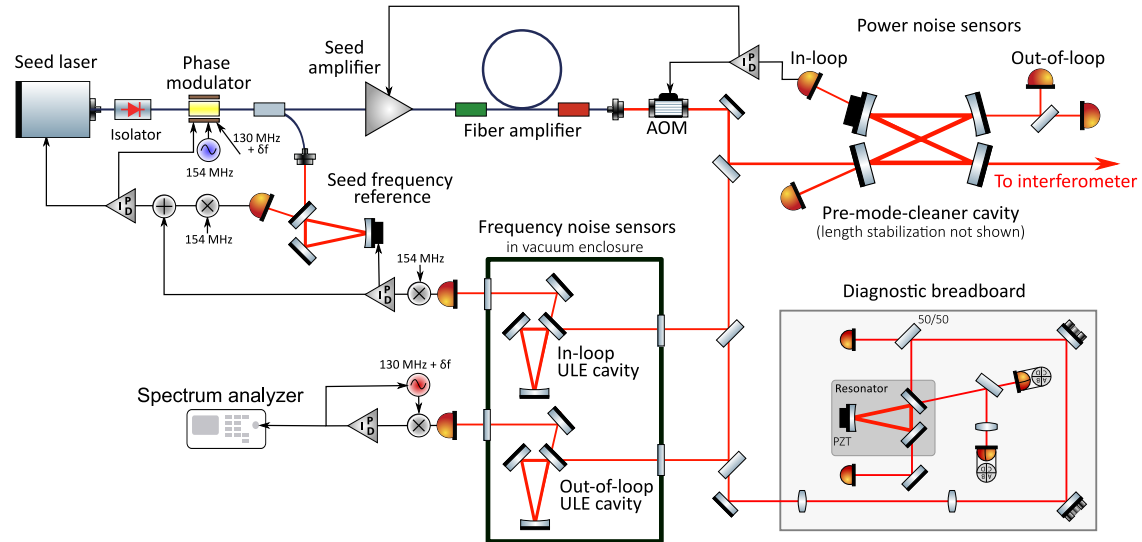 Power noise sensors
Seed laser
Phase
modulator
Seed
amplifier
In-loop
Out-of-loop
P
I
D
Isolator
130 MHz
+ δf
154 MHz
Fiber amplifier
AOM
To interferometer
Seed frequency
reference
P
I
D
154 MHz
Pre-mode-cleaner cavity
(length stabilization not shown)
Frequency noise sensors
in vacuum enclosure
154 MHz
P
I
D
Diagnostic breadboard
50/50
In-loop
ULE cavity
130 MHz + δf
Spectrum analyzer
P
I
D
Resonator
PZT
A B
C D
A B
C D
Out-of-loop
ULE cavity